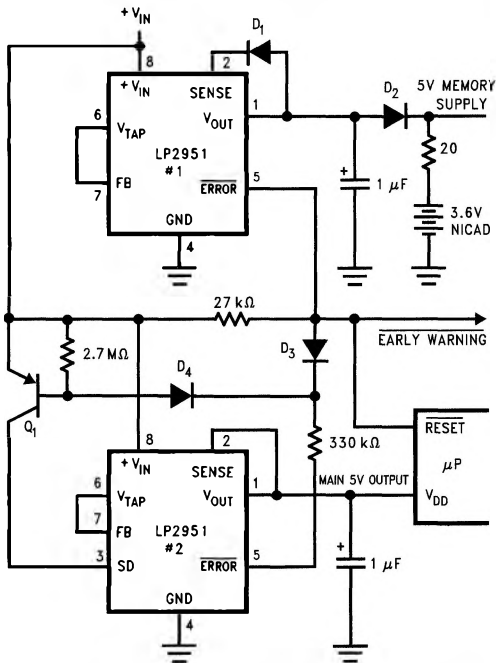 +VIN
D1
8
2
+VIN
SENSE
1
D2
5V MEMORY
SUPPLY
6
VTAP
VOUT
LP2951
#1
20
7
FB
ERROR
5
+
1 μF
3.6V
NICAD
GND
4
27 kΩ
EARLY WARNING
2.7 MΩ
D3
D4
Q1
8
2
330 kΩ
RESET
+VIN
SENSE
μP
6
VTAP
VOUT
1
MAIN 5V OUTPUT
VDD
7
FB
LP2951
#2
3
SD
ERROR
5
+
1 μF
GND
4